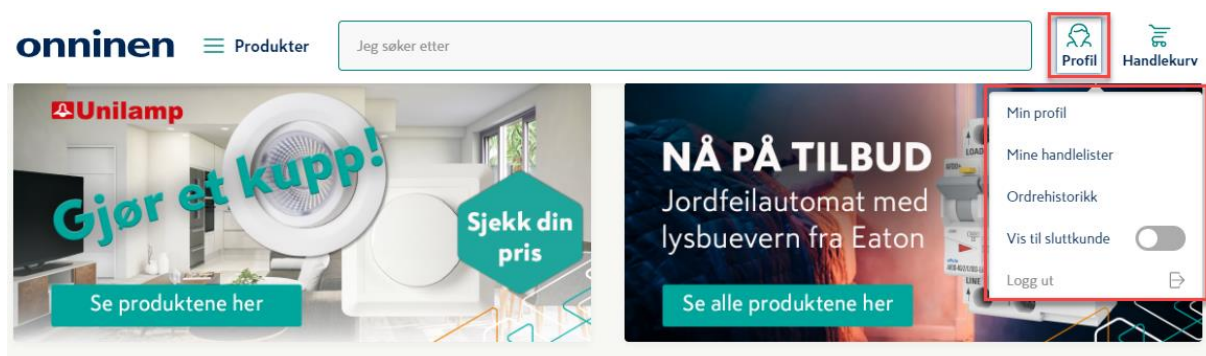 onninen
Produkter
Jeg søker etter
Profil
Handlekurv
Unilamp
Gjør et kupp!
Sjekk din
pris
Se produktene her
NÅ PÅ TILBUD
Jordfeilautomat med
lysbuevern fra Eaton
Se alle produktene her
LOAD
LINE
Min profil
Mine handlelister
Ordrehistorikk
Vis til sluttkunde
Logg ut